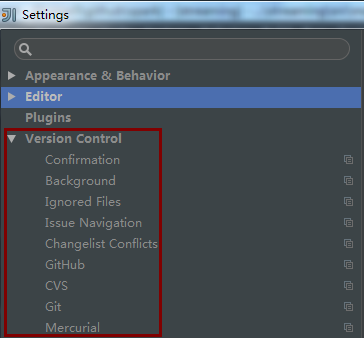 Settings
Appearance & Behavior
Editor
Plugins
Version Control
Confirmation
Background
Ignored Files
Issue Navigation
Changelist Conflicts
GitHub
CVS
Git
Mercurial